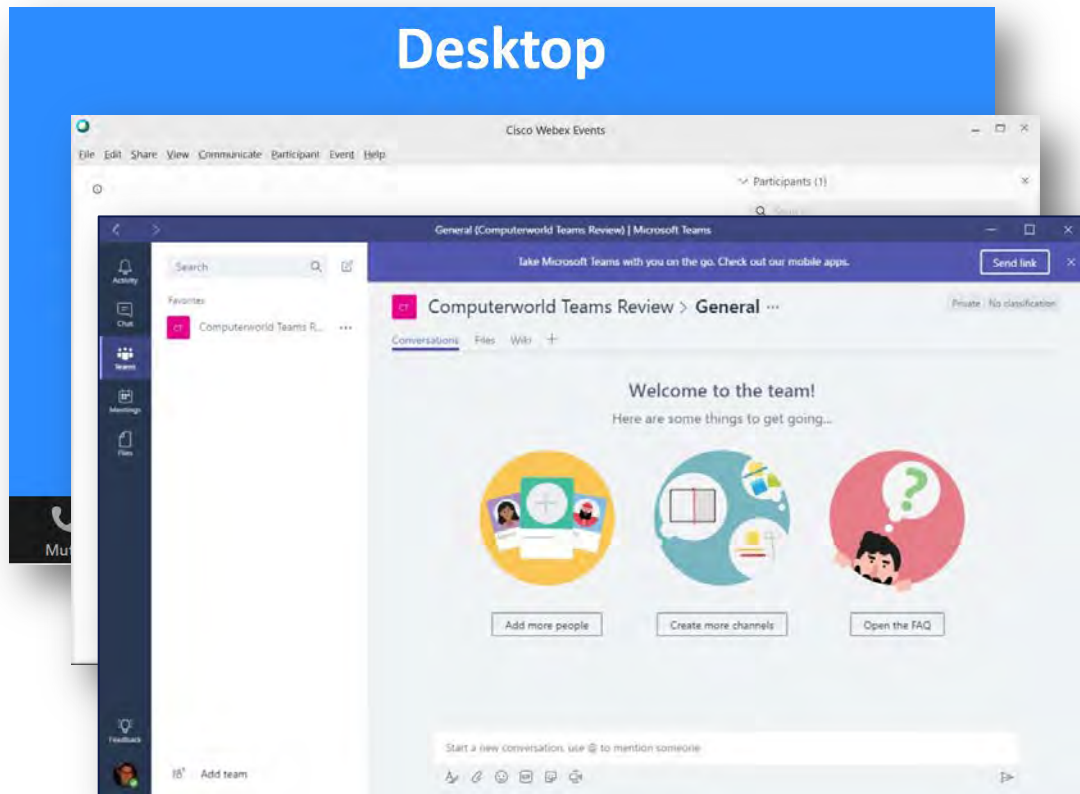 Desktop
Cisco Webex Events
File Edit Share View Communicate Participant Event Help
Participants (1)
General (Computerworld Teams Review) | Microsoft Teams
Take Microsoft Teams with you on the go. Check out our mobile apps.
Send link
Activity
Search
Favorites
Chat
CT
Computerworld Teams R...
CT
Computerworld Teams Review > General ...
Private
No classification
Conversations Files Wiki +
Teams
Meetings
Files
Welcome to the team!
Here are some things to get going...
Mut
Add more people
Create more channels
Open the FAQ
Feedback
Start a new conversation, use @ to mention someone
Add team
GIF